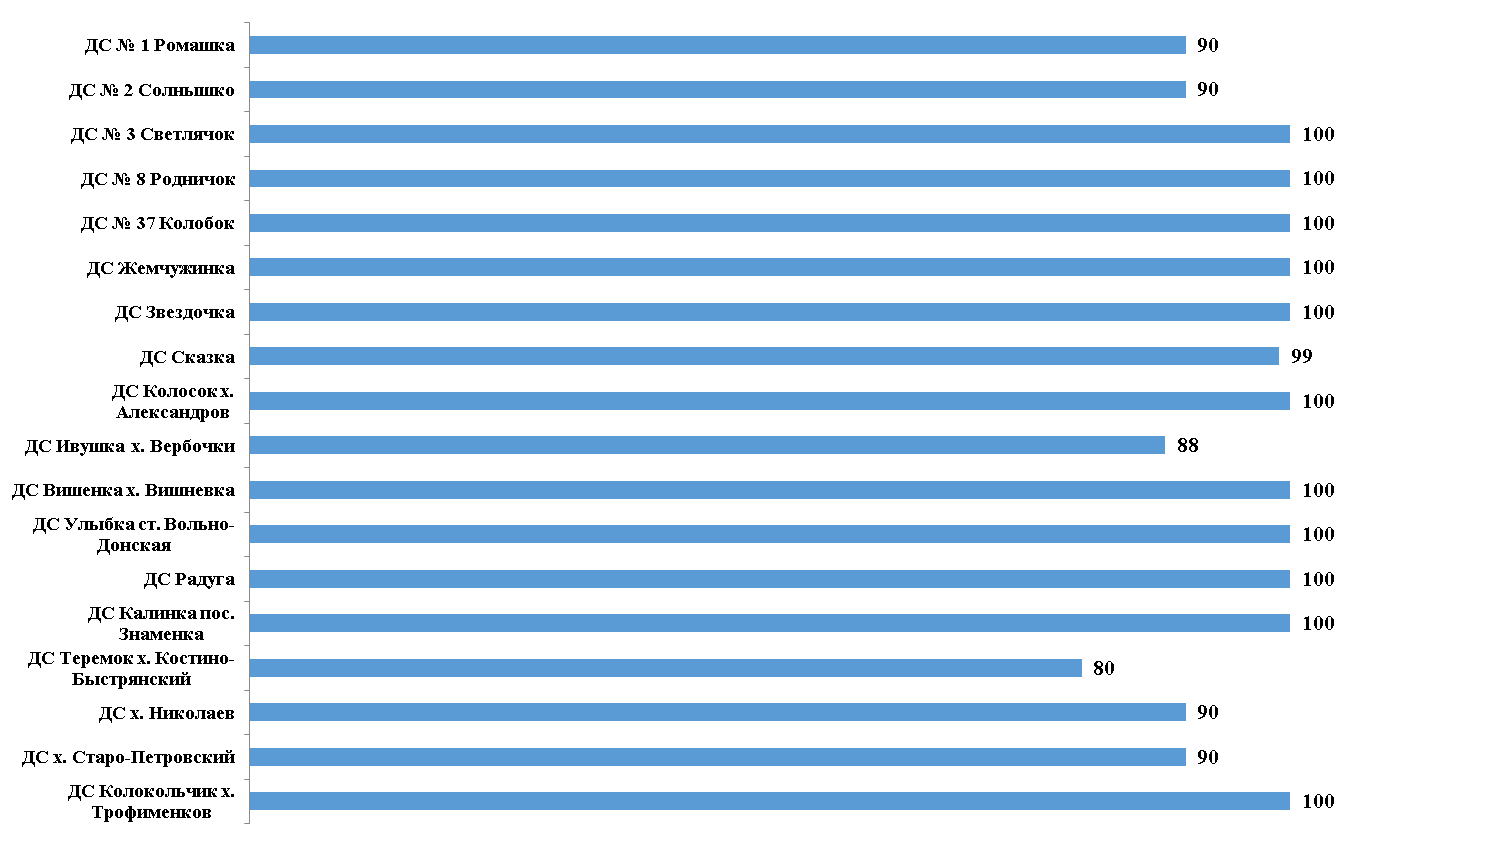 ДС № 1 Ромашка 90
ДС № 2 Солнышко 90
ДС № 3 Светлячок 100
ДС № 8 Родничок 100
ДС № 37 Колобок 100
ДС Жемчужинка 100
ДС Звездочка 100
ДС Сказка 99
ДС Колосок х.
Александров 100
ДС Ивушка х. Вербочки 88
ДС Вишенка х. Вишневка 100
ДС Улыбка ст. Вольно-
Донская 100
ДС Радуга 100
ДС Калинка пос.
Знаменка 100
ДС Теремок х. Костино-
Быстрянский 80
ДС х. Николаев 90
ДС х. Старо-Петровский 90
ДС Колокольчик х.
Трофименков 100